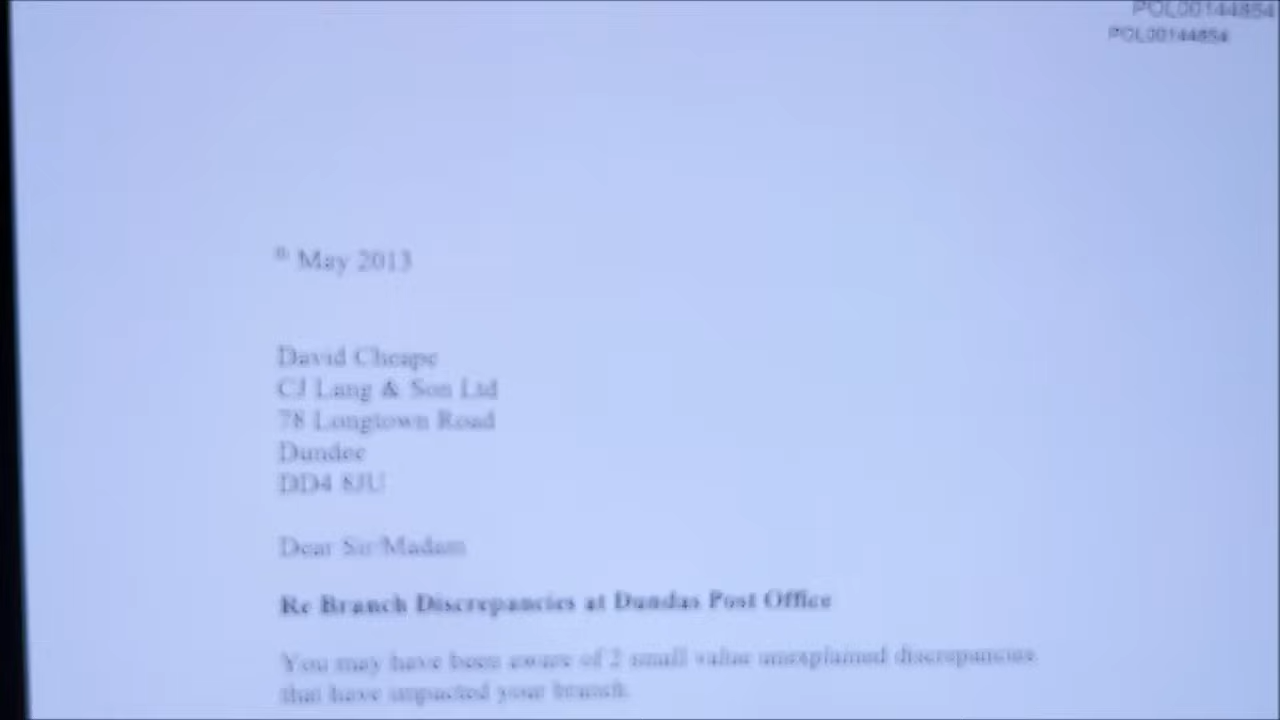 POL00144854
POL00144854
th May 2013
David Cheape
CJ Lang & Son Ltd
78 Longtown Road
Dundee
DD4 8JU
Dear Sir/Madam
Re Branch Discrepancies at Dundas Post Office
You may have been aware of 2 small value unexplained discrepancies
that have impacted your branch.